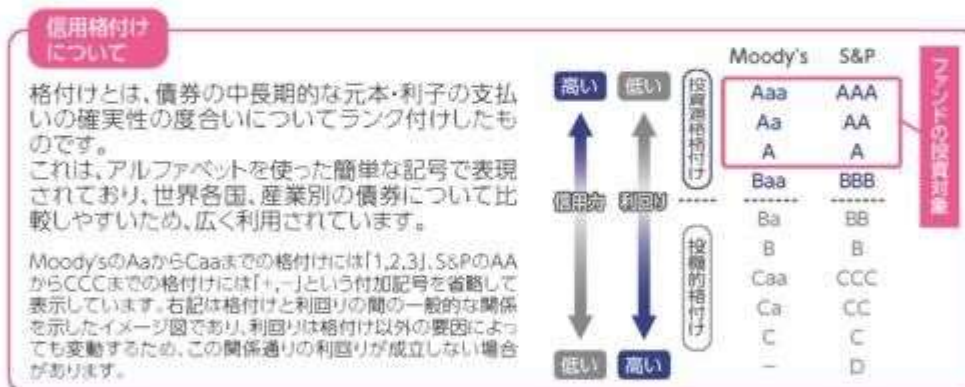 信用格付け
について
格付けとは、債券の中長期的な元本・利子の支払
いの確実性の度合いについてランク付けしたも
のです。
これは、アルファベットを使った簡単な記号で表現
されており、世界各国、産業別の債券について比
較しやすいため、広く利用されています。
Moody'sのAaからCaaまでの格付けには「1,2,3」、S&PのAA
からCCCまでの格付けには「+,-」という付加記号を省略して
表示しています。右記は格付けと利回りの間の一般的な関係
を示したイメージ図であり、利回りは格付け以外の要因によっ
ても変動するため、この関係通りの利回りが成立しない場合
があります。
高い 低い
信用力 利回り
低い 高い
投資適格格付け
投機的格付け
Moody's S&P
Aaa AAA
Aa AA
A A
Baa BBB
Ba BB
B B
Caa CCC
Ca CC
C C
– D
ファンドの投資対象